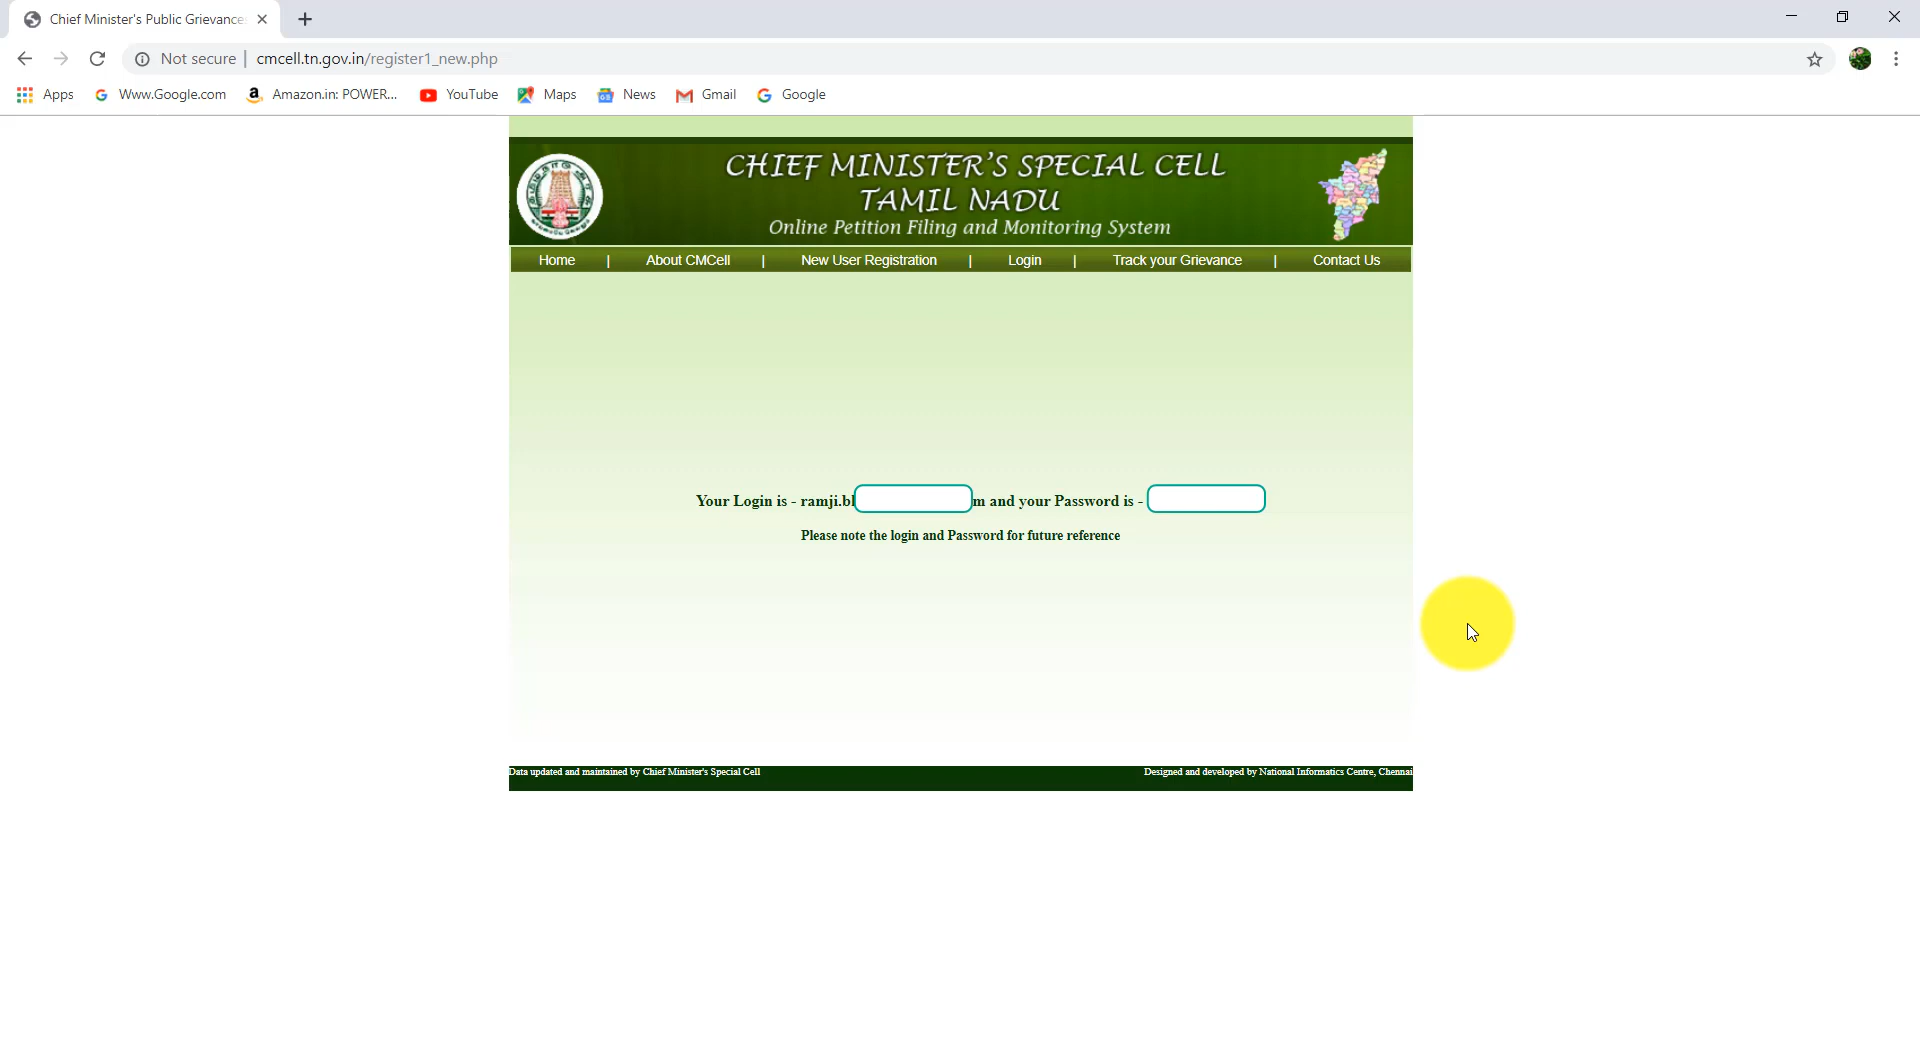 Chief Minister's Public Grievance
Not secure | cmcell.tn.gov.in/register1_new.php
Apps Www.Google.com Amazon.in: POWER... YouTube Maps News Gmail Google
CHIEF MINISTER'S SPECIAL CELL
TAMIL NADU
Online Petition Filing and Monitoring System
Home | About CMCell | New User Registration | Login | Track your Grievance | Contact Us
Your Login is - ramji.bl m and your Password is -
Please note the login and Password for future reference
Data updated and maintained by Chief Minister's Special Cell Designed and developed by National Informatics Centre, Chennai